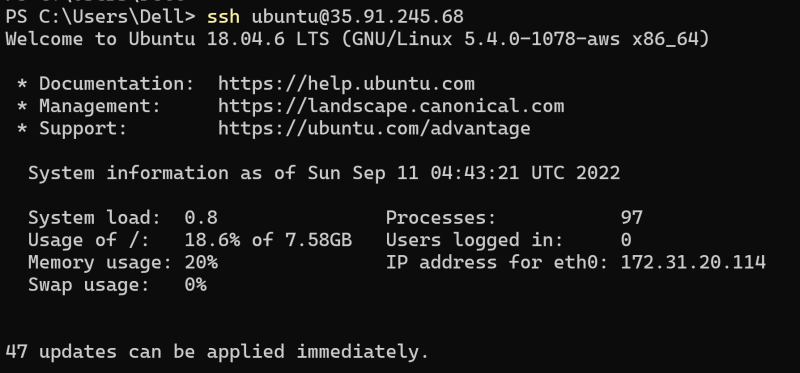 PS C:\Users\Dell> ssh ubuntu@35.91.245.68
Welcome to Ubuntu 18.04.6 LTS (GNU/Linux 5.4.0-1078-aws x86_64)
* Documentation:  https://help.ubuntu.com
* Management:     https://landscape.canonical.com
* Support:        https://ubuntu.com/advantage
System information as of Sun Sep 11 04:43:21 UTC 2022
System load:  0.8               Processes:           97
Usage of /:   18.6% of 7.58GB   Users logged in:     0
Memory usage: 20%               IP address for eth0: 172.31.20.114
Swap usage:   0%
47 updates can be applied immediately.